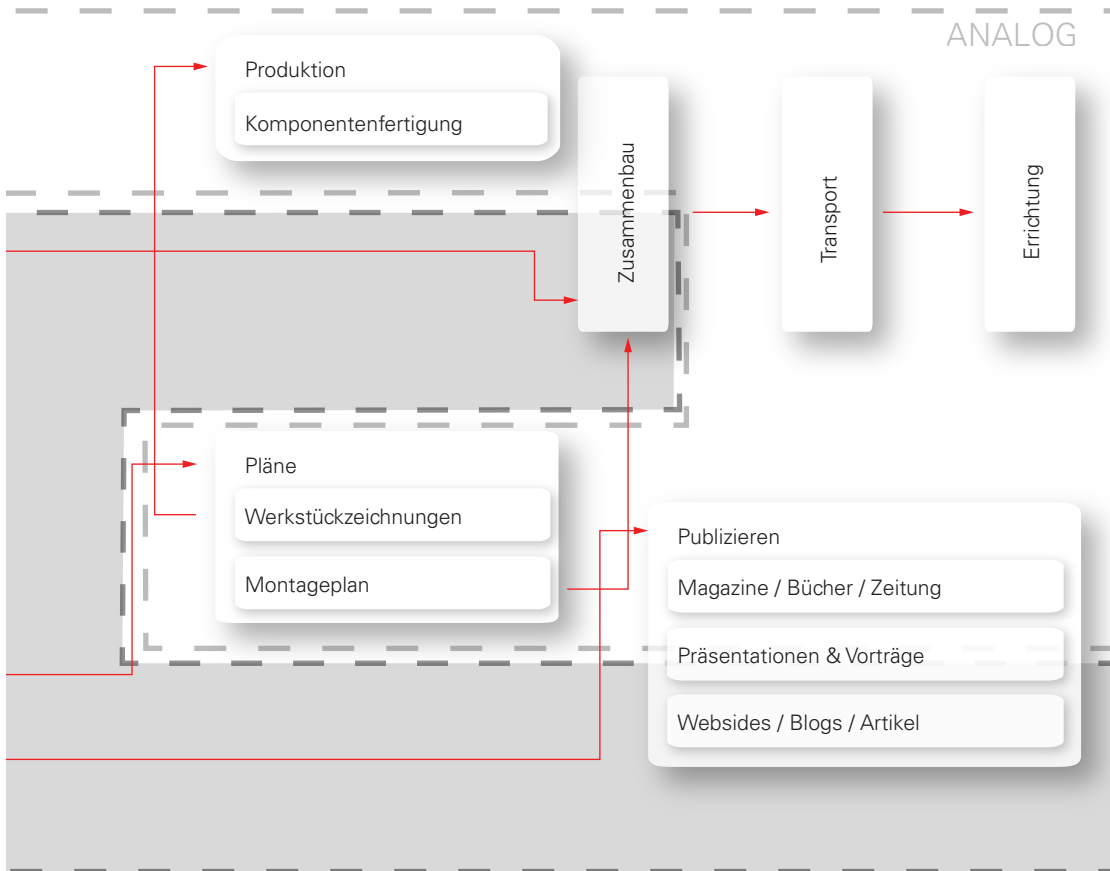 ANALOG
Produktion
Komponentenfertigung
Zusammenbau
Transport
Errichtung
Pläne
Werkstückzeichnungen
Montageplan
Publizieren
Magazine / Bücher / Zeitung
Präsentationen & Vorträge
Websides / Blogs / Artikel